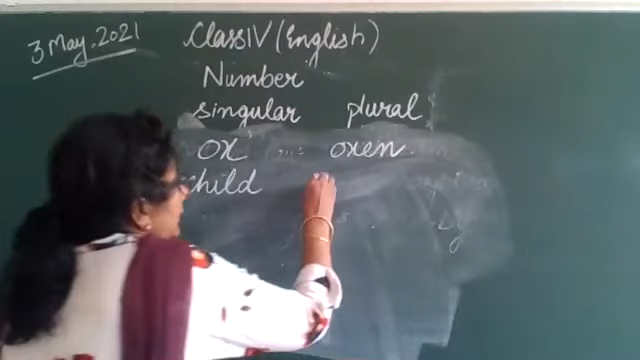 3 May. 2021
Class IV (English)
Number
singular plural
ox oxen
child